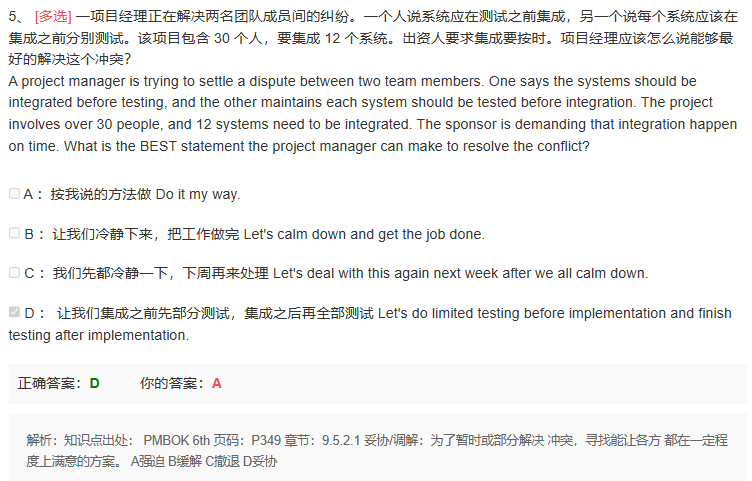 5、 [多选] 一项目经理正在解决两名团队成员间的纠纷。一个人说系统应在测试之前集成，另一个说每个系统应该在
集成之前分别测试。该项目包含 30 个人，要集成 12 个系统。出资人要求集成要按时。项目经理应该怎么说能够最
好的解决这个冲突?
A project manager is trying to settle a dispute between two team members. One says the systems should be
integrated before testing, and the other maintains each system should be tested before integration. The project
involves over 30 people, and 12 systems need to be integrated. The sponsor is demanding that integration happen
on time. What is the BEST statement the project manager can make to resolve the conflict?
A： 按我说的方法做 Do it my way.
B： 让我们冷静下来，把工作做完 Let's calm down and get the job done.
C： 我们先都冷静一下，下周再来处理 Let's deal with this again next week after we all calm down.
D： 让我们集成之前先部分测试，集成之后再全部测试 Let's do limited testing before implementation and finish
testing after implementation.
正确答案：D 你的答案：A
解析：知识点出处： PMBOK 6th 页码：P349 章节：9.5.2.1 妥协/调解：为了暂时或部分解决 冲突，寻找能让各方 都在一定程
度上满意的方案。 A强迫 B缓解 C撤退 D妥协